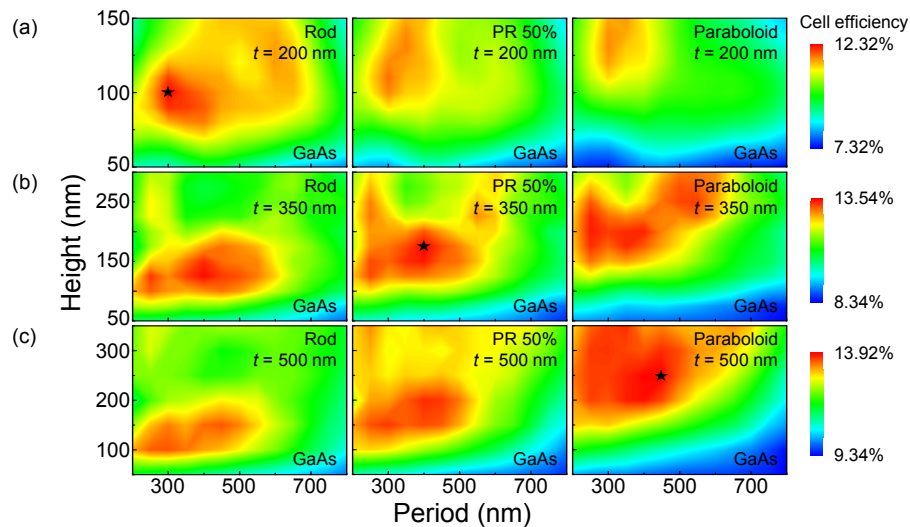 (a)
150
100
50
Rod
t = 200 nm
GaAs
PR 50%
t = 200 nm
GaAs
Paraboloid
t = 200 nm
GaAs
Cell efficiency
12.32%
7.32%
(b)
250
150
50
Rod
t = 350 nm
GaAs
PR 50%
t = 350 nm
GaAs
Paraboloid
t = 350 nm
GaAs
13.54%
8.34%
Height (nm)
(c)
300
200
100
Rod
t = 500 nm
GaAs
PR 50%
t = 500 nm
GaAs
Paraboloid
t = 500 nm
GaAs
13.92%
9.34%
300 500 700 300 500 700 300 500 700
Period (nm)